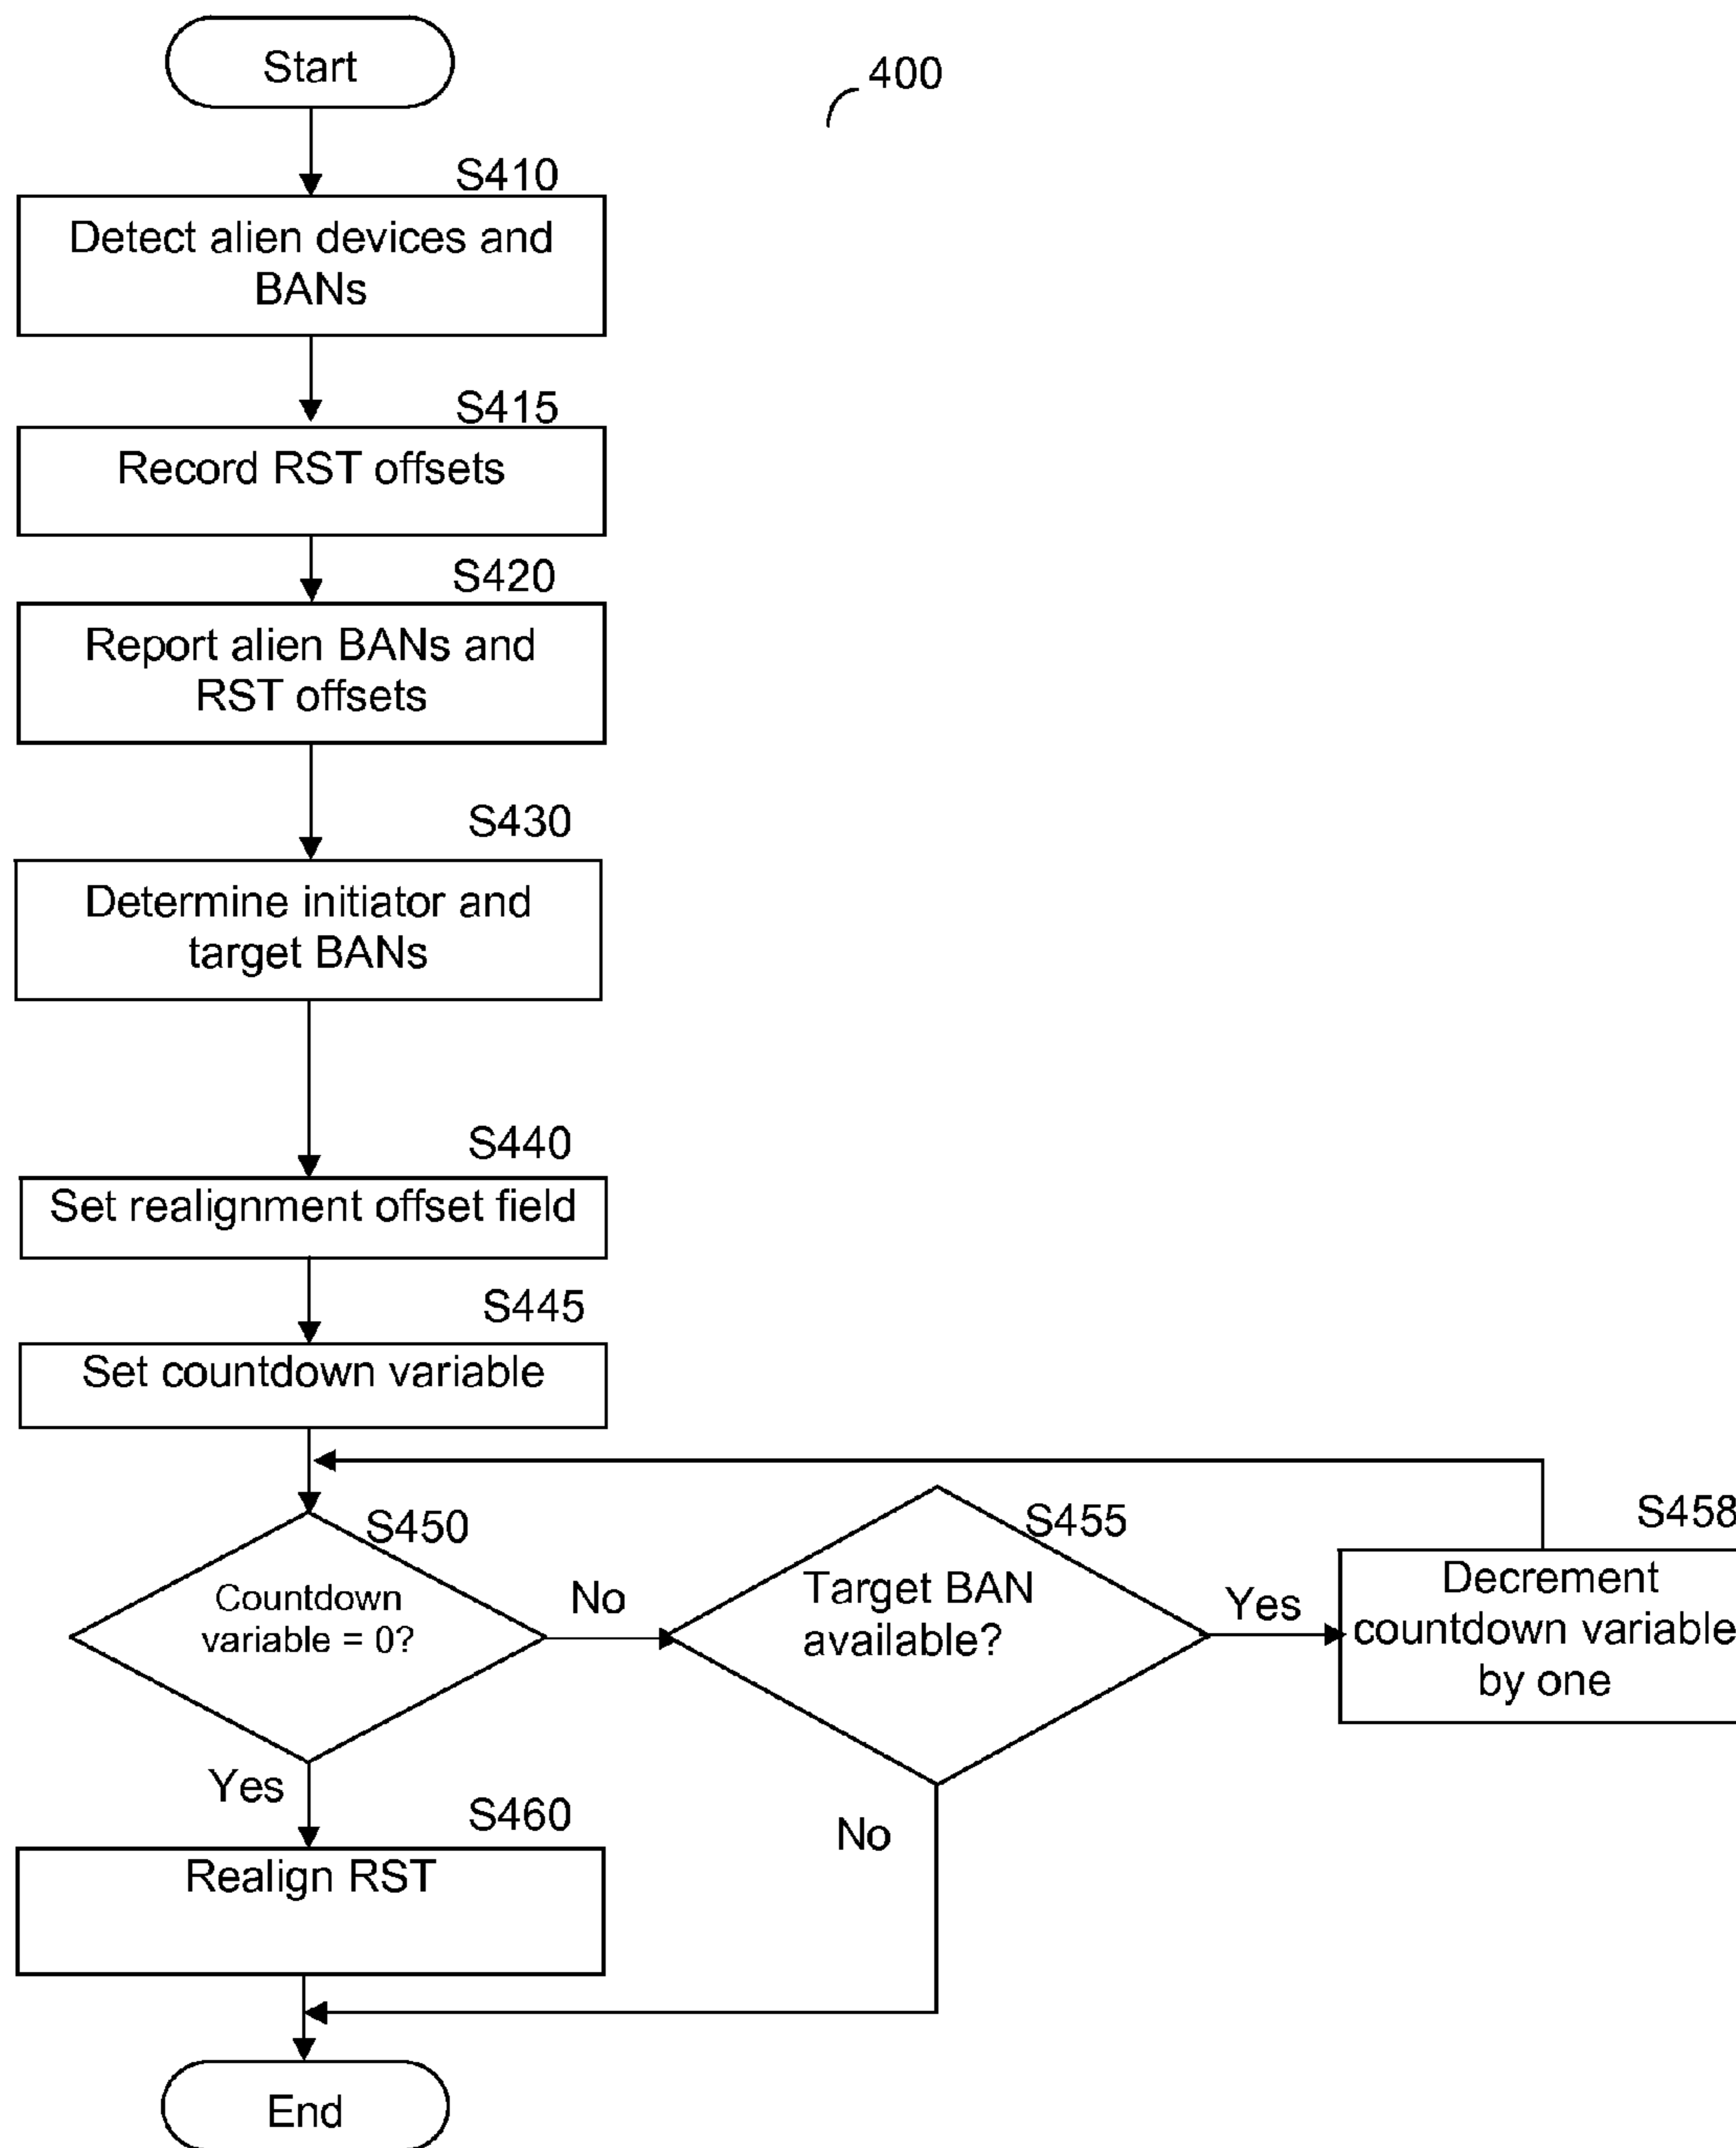 Start
400
S410
Detect alien devices and
BANs
S415
Record RST offsets
S420
Report alien BANs and
RST offsets
S430
Determine initiator and
target BANs
S440
Set realignment offset field
S445
Set countdown variable
S450
Countdown
variable = 0?
No
S455
Target BAN
available?
Yes
S458
Decrement
countdown variable
by one
Yes
S460
Realign RST
No
End